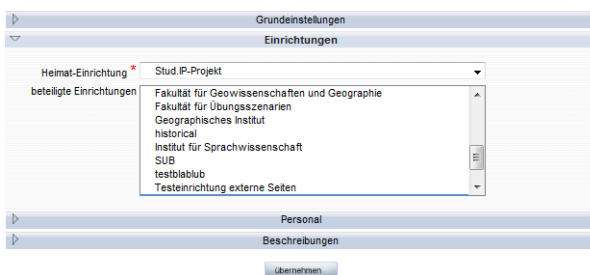 Grundeinstellungen
Einrichtungen
Heimat-Einrichtung * Stud.IP-Projekt
beteiligte Einrichtungen
Fakultät für Geowissenschaften und Geographie
Fakultät für Übungsszenarien
Geographisches Institut
historical
Institut für Sprachwissenschaft
SUB
testblablub
Testeinrichtung externe Seiten
Personal
Beschreibungen
übernehmen